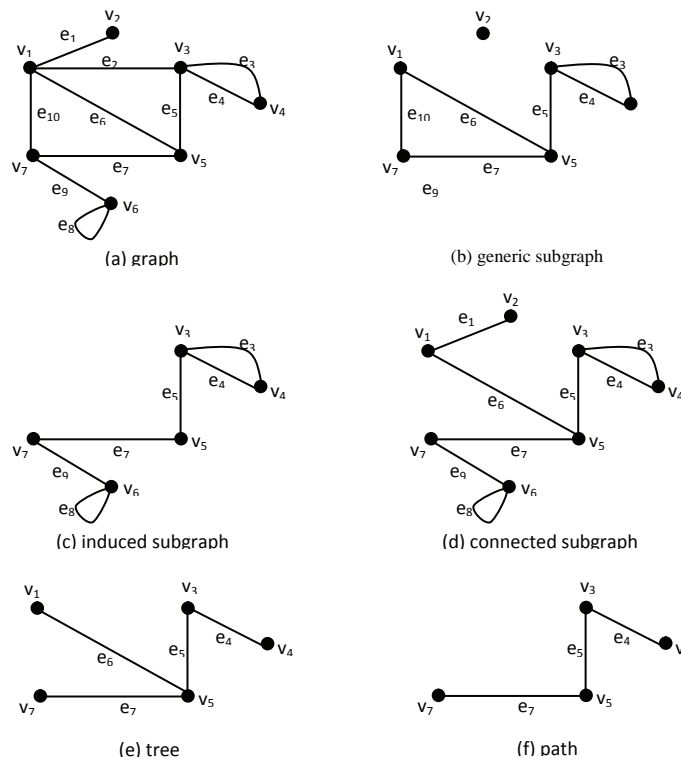 v2
e1
v1
v3
e2
e3
e4
v4
e10
e6
e5
v7
e7
v5
e9
v6
e8
(a) graph
v2
v1
v3
e3
e4
e10
e6
e5
v7
e7
v5
e9
(b) generic subgraph
v3
e3
e4
v4
e5
v7
e7
v5
e9
v6
e8
(c) induced subgraph
v2
e1
v1
v3
e3
e4
v4
e6
e5
v7
e7
v5
e9
v6
e8
(d) connected subgraph
v1
v3
e4
v4
e6
e5
v7
e7
v5
(e) tree
v3
e4
v
e5
v7
e7
v5
(f) path